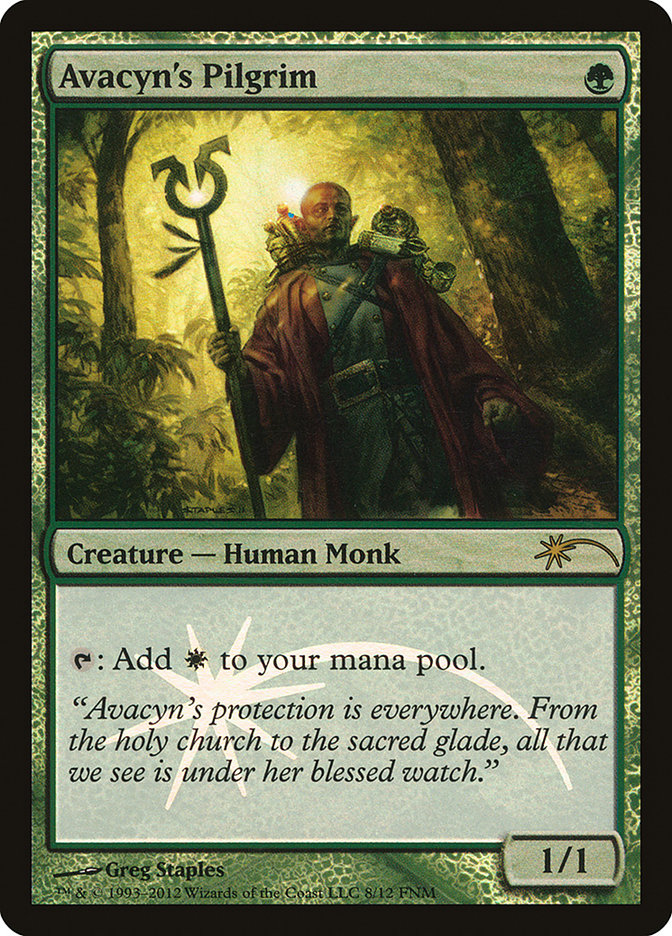 Avacyn's Pilgrim
STAPLES 11
Creature — Human Monk
: Add to your mana pool.
“Avacyn’s protection is everywhere. From
the holy church to the sacred glade, all that
we see is under her blessed watch.”
1/1
Greg Staples
™ & © 1993–2012 Wizards of the Coast LLC 8/12 FNM